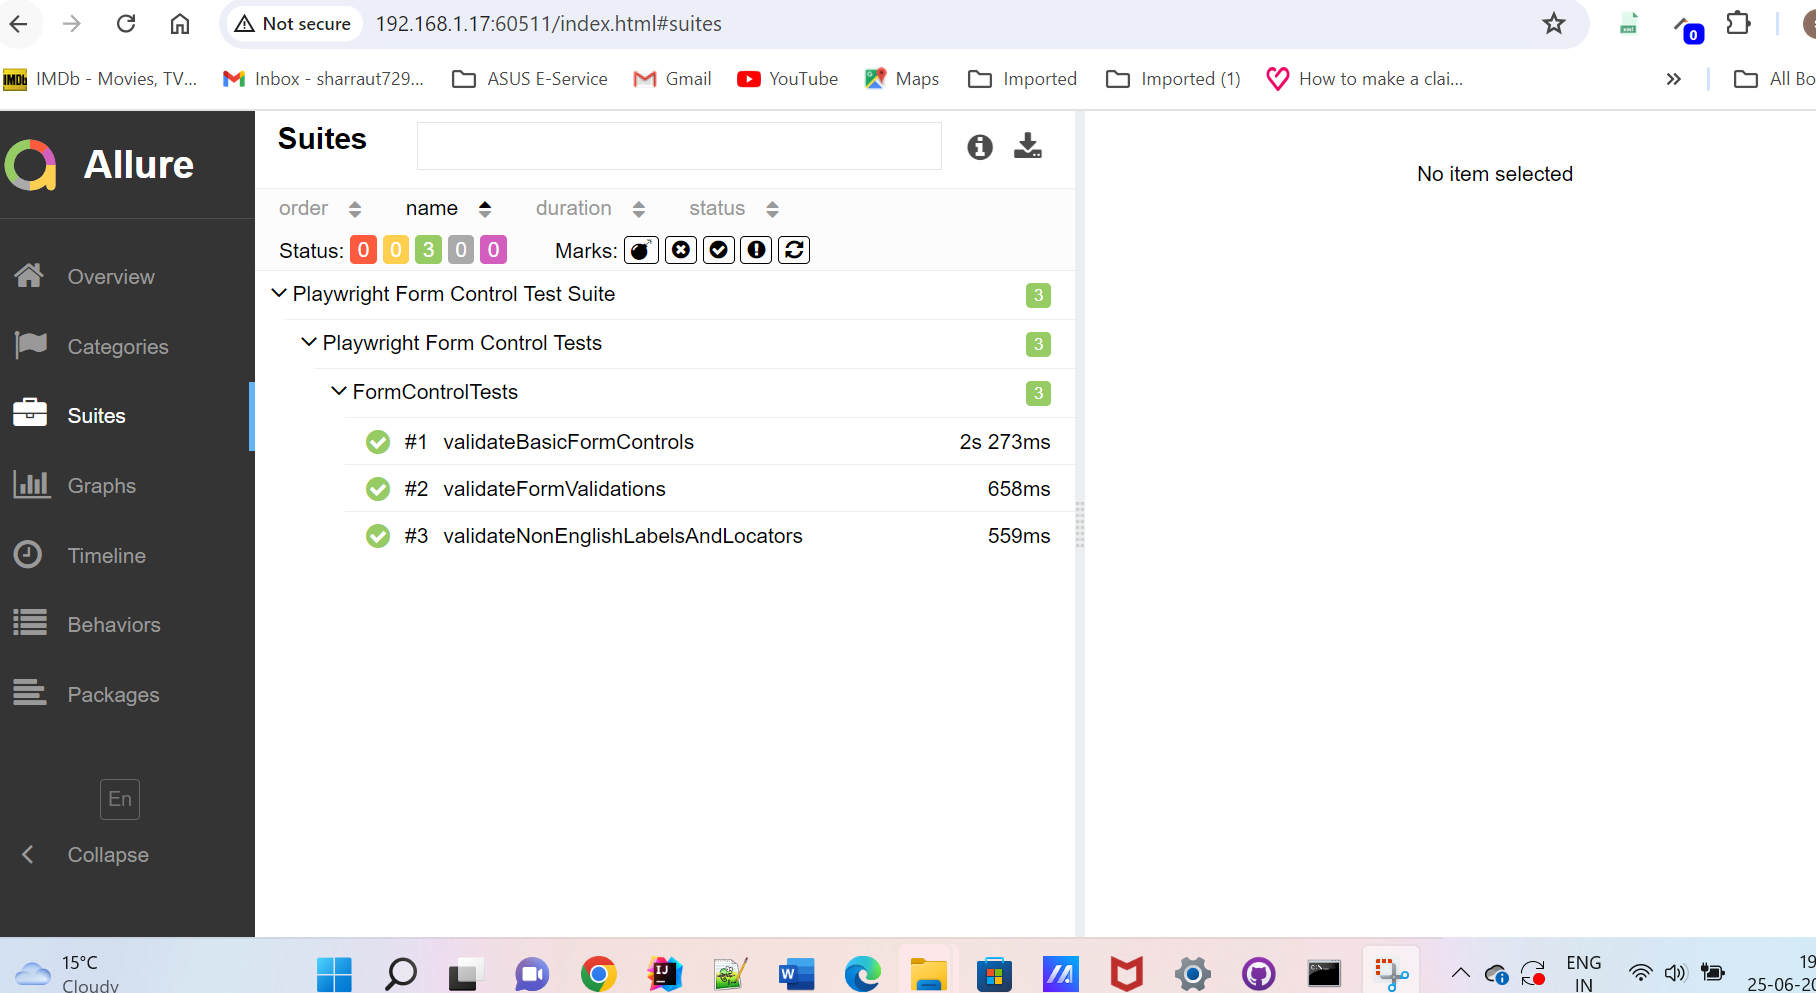 Not secure 192.168.1.17:60511/index.html#suites
0
IMDb - Movies, TV... Inbox - sharraut729... ASUS E-Service Gmail YouTube Maps Imported Imported (1) How to make a clai... » All Bo
Allure
Overview
Categories
Suites
Graphs
Timeline
Behaviors
Packages
En
Collapse
Suites
order name duration status
Status: 0 0 3 0 0 Marks:
Playwright Form Control Test Suite 3
Playwright Form Control Tests 3
FormControlTests 3
#1 validateBasicFormControls 2s 273ms
#2 validateFormValidations 658ms
#3 validateNonEnglishLabelsAndLocators 559ms
No item selected
15°C
Cloudy
ENG
IN
19
25-06-20